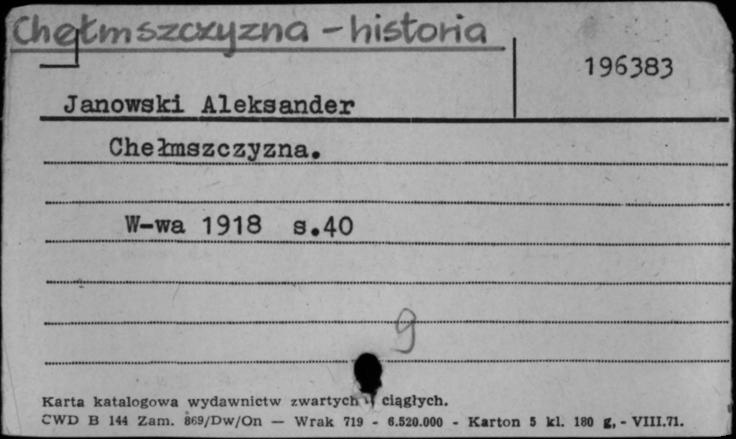 Chełmszczyzna - historia
196383
Janowski Aleksander
Chełmszczyzna.
W-wa 1918 s.40
9
Karta katalogowa wydawnictw zwartych i ciągłych.
CWD B 144 Zam. 869/Dw/On — Wrak 719 - 6.520.000 - Karton 5 kl. 180 g, - VIII.71.